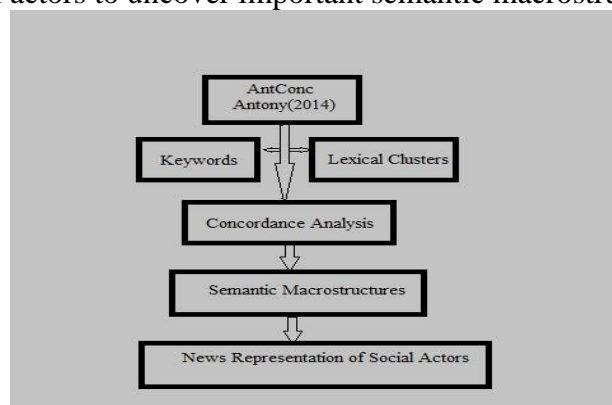 actors to uncover important semantic macrostru
AntConc
Antony(2014)
Keywords
Lexical Clusters
Concordance Analysis
Semantic Macrostructures
News Representation of Social Actors